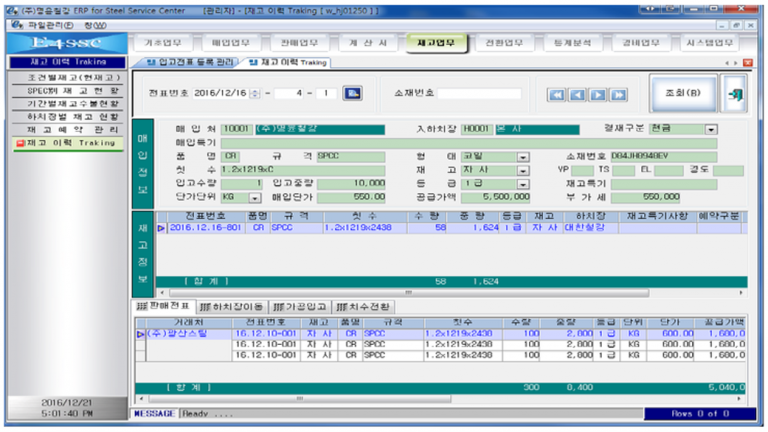 (주)명은철강 ERP for Steel Service Center [관리자] - [재고 이력 Traking [ w_hj01250 ] ]
파일관리(F) 창(W)
E4SSC
기초업무 매입업무 판매업무 계 산 서 재고업무 전환업무 통계분석 경비업무 시스템업무
재고 이력 Traking
입고전표 등록 관리 재고 이력 Traking
조건별재고(현재고)
SPEC별 재 고 현 황
기간별재고수불현황
하치장별 재고 현황
재 고 예 약 관 리
재고 이력 Traking
전표번호 2016/12/16 - 4 - 1 소재번호 조회(R)
매입정보
매 입 처 10001 (주)명은철강 입하치장 H0001 본 사 결재구분 현금
매입특기
품 명 CR 규 격 SPCC 형 태 코일 소재번호
칫 수 1.2x1219xC 재 고 자 사 YP TS EL 경도
입고수량 1 입고중량 10,000 등 급 1급 재고특기
단가단위 KG 매입단가 550.00 공급가액 5,500,000 부 가 세 550,000
재고정보
전표번호 품명 규 격 칫 수 수 량 중 량 등급 재고 하치장 재고특기사항 예약구분
2016.12.16-801 CR SPCC 1.2x1219x2438 58 1,624 1 급 자 사 대한철강
[ 합 계 ] 58 1,624
판매전표 하치장이동 가공입고 치수전환
거래처 전표번호 재고 품명 규격 칫수 수량 중량 등급 단위 단가 공급가액
16.12.10-001 자 사 CR SPCC 1.2x1219x2438 100 2,800 1 급 KG 600.00 1,680,0
16.12.10-001 자 사 CR SPCC 1.2x1219x2438 100 2,800 1 급 KG 600.00 1,680,0
16.12.10-001 자 사 CR SPCC 1.2x1219x2438 100 2,800 1 급 KG 600.00 1,680,0
[ 합 계 ] 300 8,400 5,040,0
2016/12/21
5:01:40 PM
MESSAGE Ready .... Rows 0 of 0